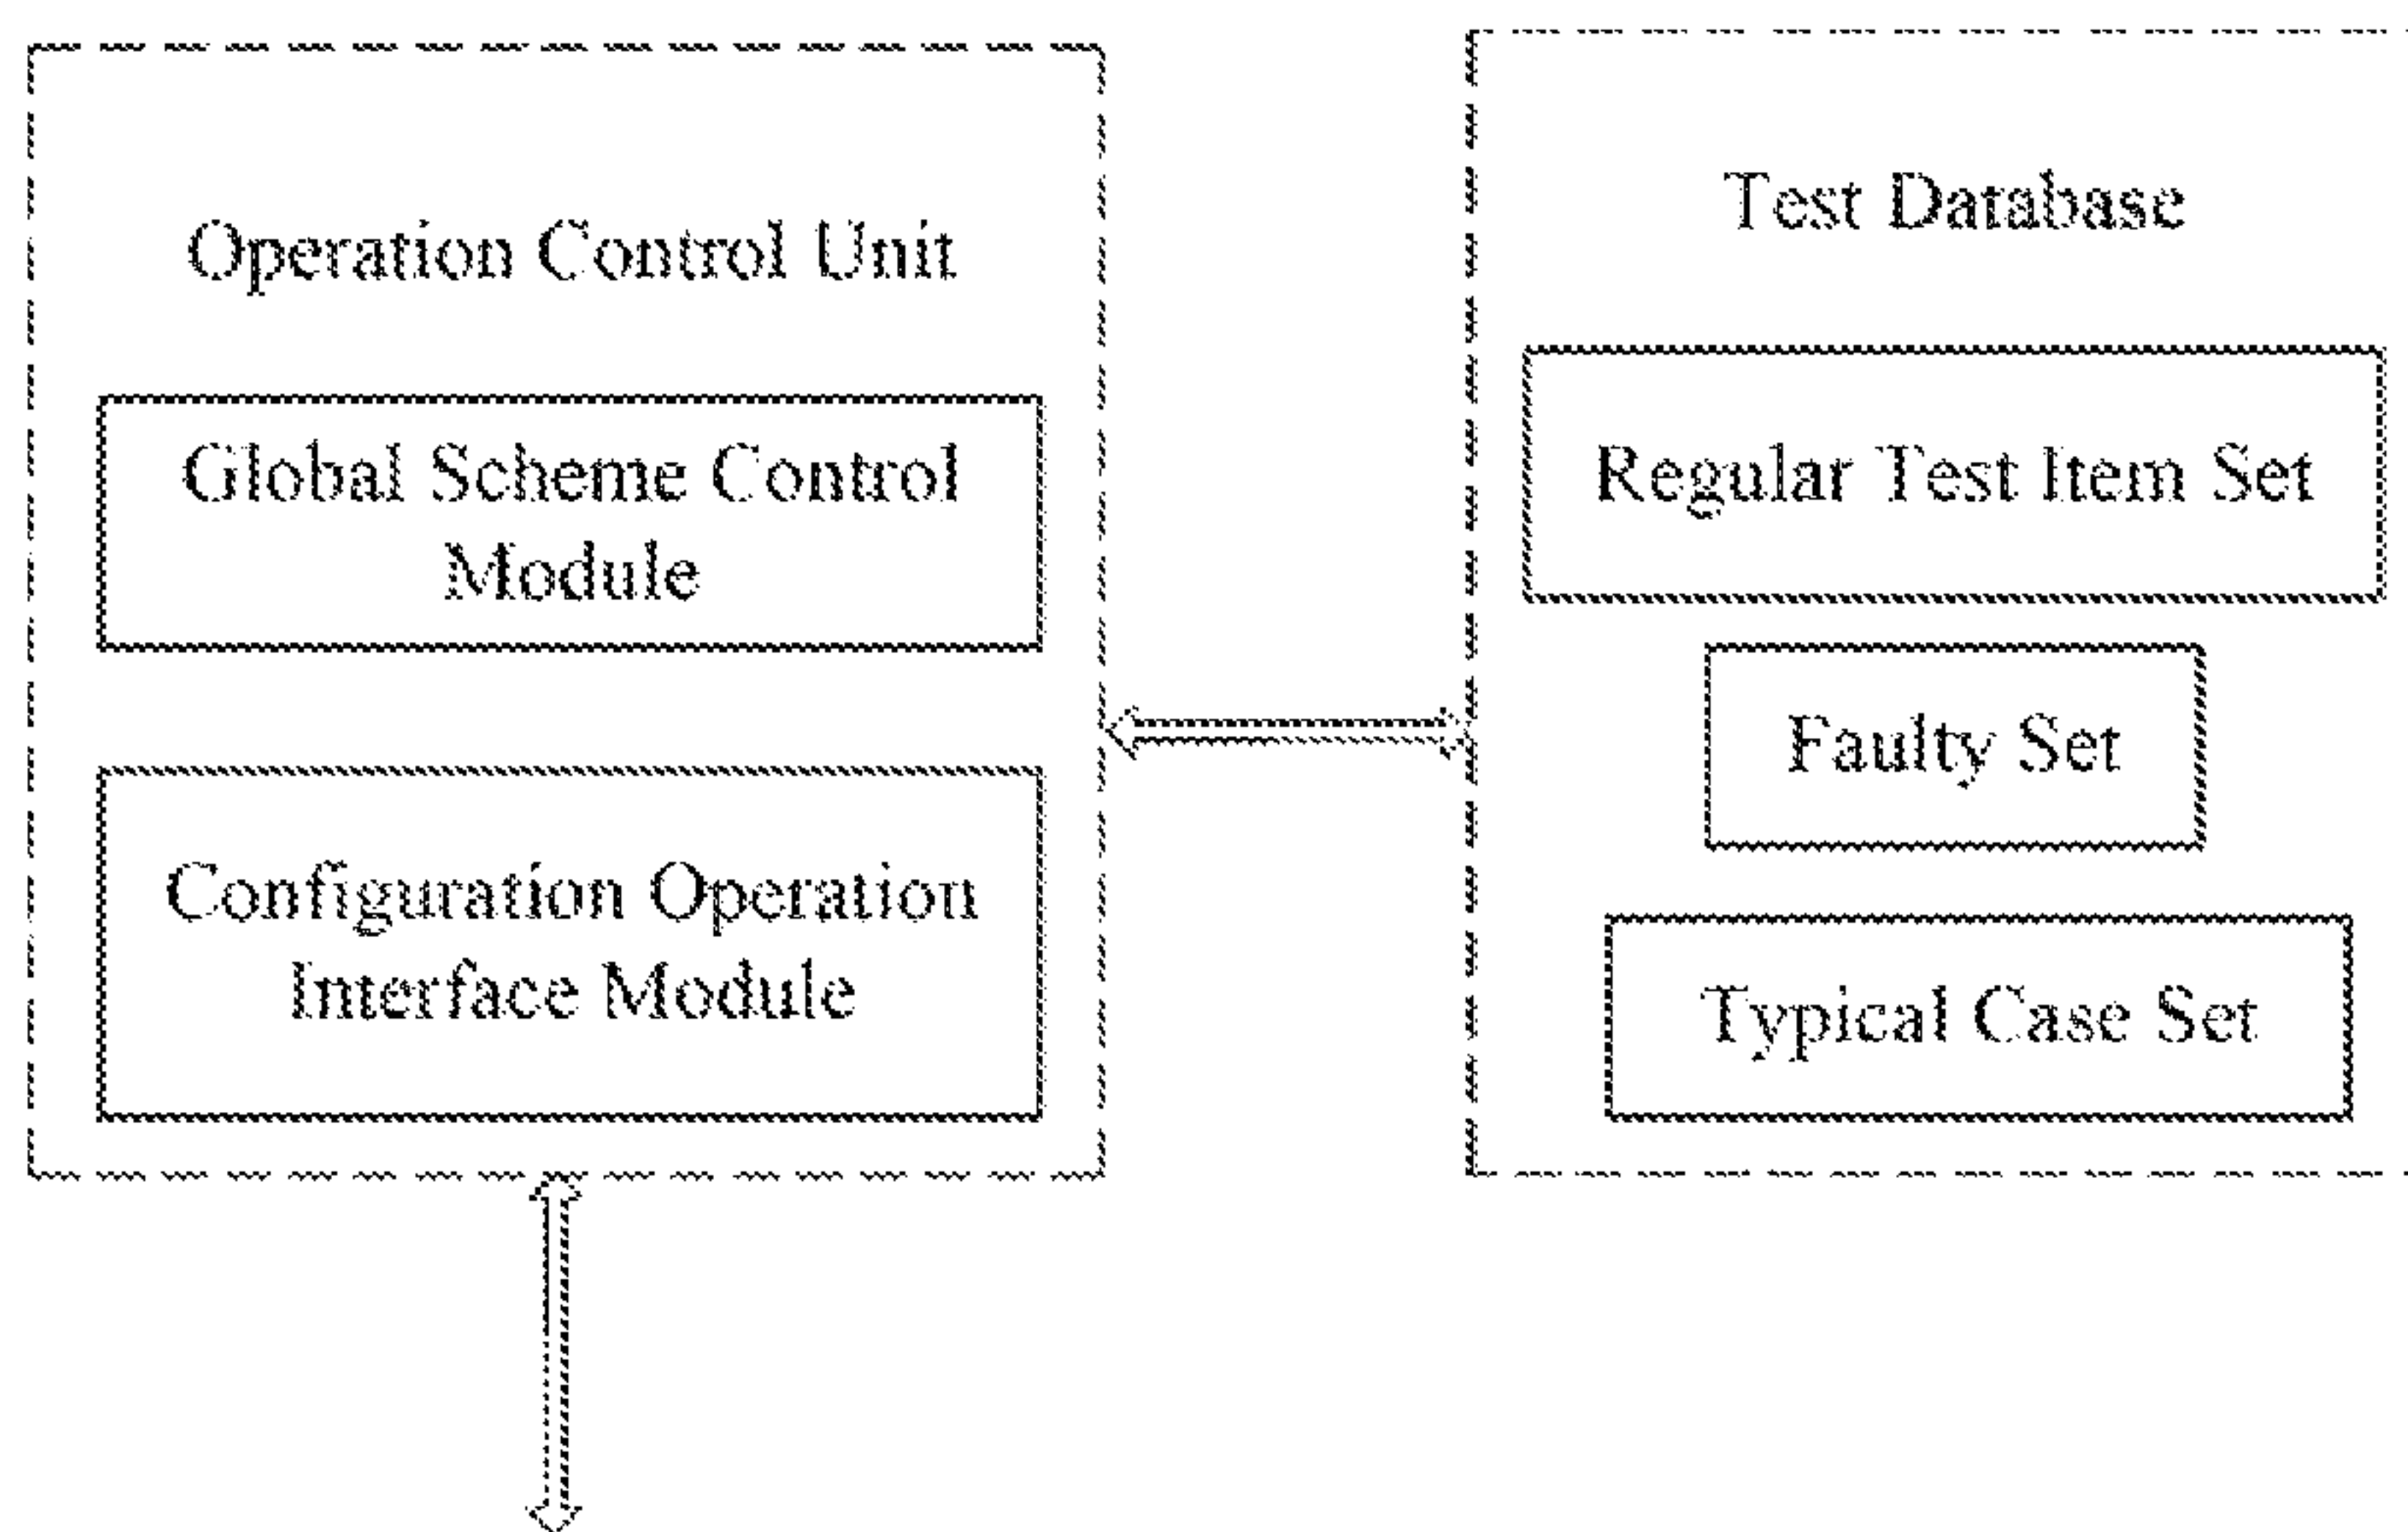 Operation Control Unit
Global Scheme Control
Module
Configuration Operation
Interface Module
Test Database
Regular Test Item Set
Faulty Set
Typical Case Set